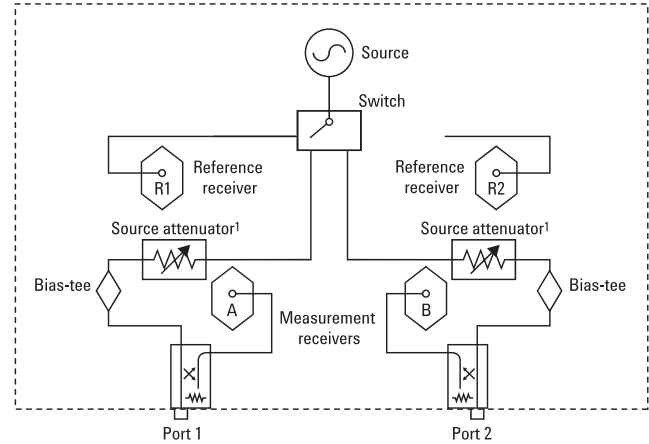 Source
Switch
Reference
receiver
R1
Reference
receiver
R2
Source attenuator¹
Source attenuator¹
Bias-tee
A
Measurement
receivers
B
Bias-tee
Port 1
Port 2